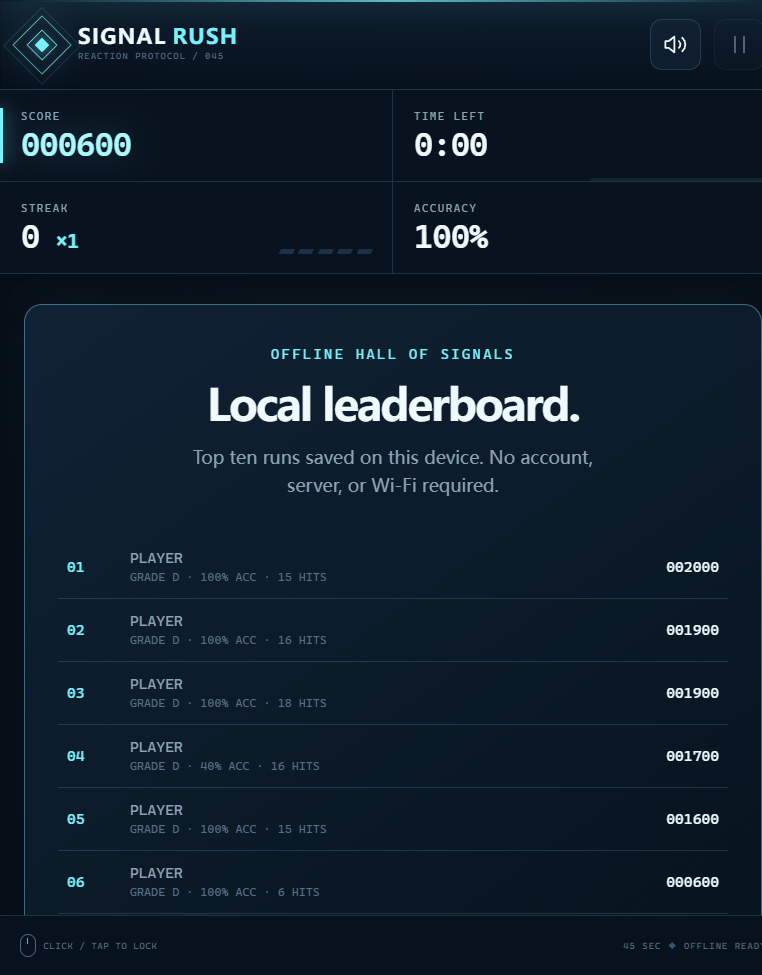 SIGNAL RUSH
REACTION PROTOCOL / 045
SCORE
000600
TIME LEFT
0:00
STREAK
0 ×1
ACCURACY
100%
OFFLINE HALL OF SIGNALS
Local leaderboard.
Top ten runs saved on this device. No account,
server, or Wi-Fi required.
01 PLAYER 002000
GRADE D · 100% ACC · 15 HITS
02 PLAYER 001900
GRADE D · 100% ACC · 16 HITS
03 PLAYER 001900
GRADE D · 100% ACC · 18 HITS
04 PLAYER 001700
GRADE D · 40% ACC · 16 HITS
05 PLAYER 001600
GRADE D · 100% ACC · 15 HITS
06 PLAYER 000600
GRADE D · 100% ACC · 6 HITS
CLICK / TAP TO LOCK
45 SEC ◆ OFFLINE READY